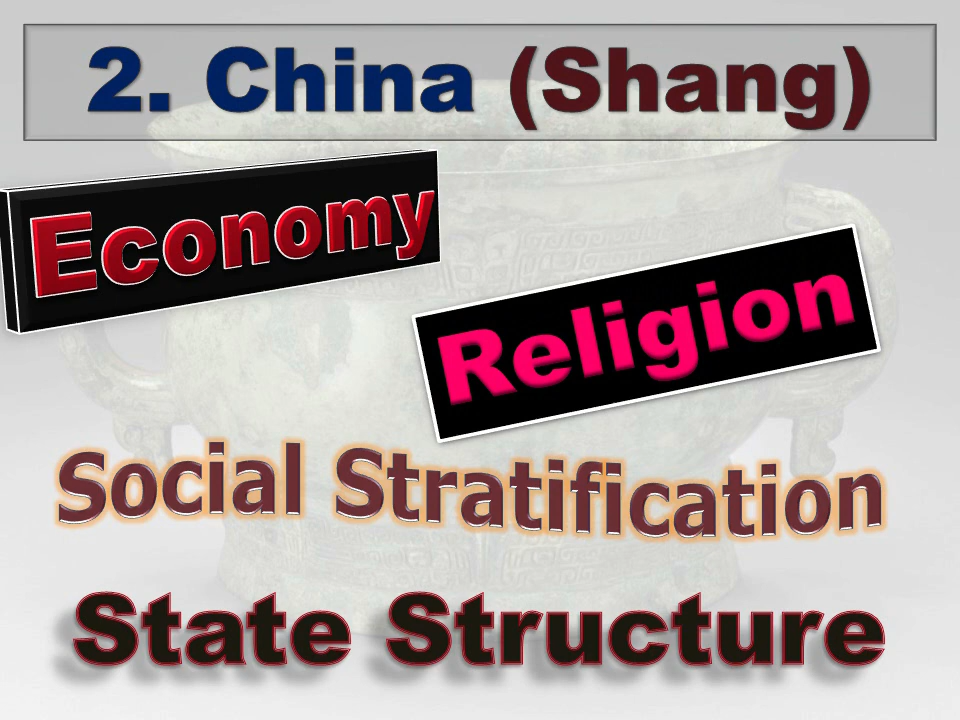 2. China (Shang)
Economy
Religion
Social Stratification
State Structure